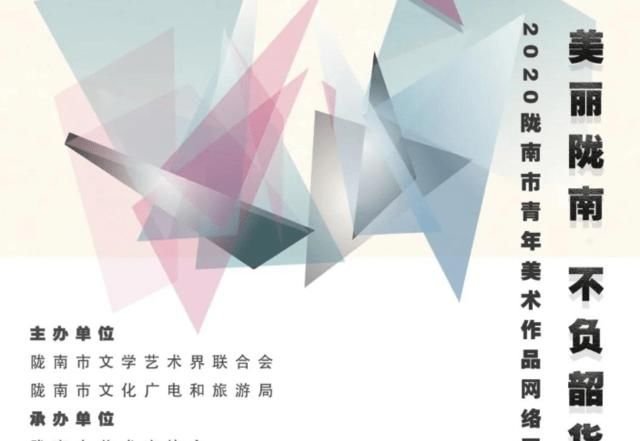 美丽陇南 不负韶华
2020陇南市青年美术作品网络
主办单位
陇南市文学艺术界联合会
陇南市文化广电和旅游局
承办单位